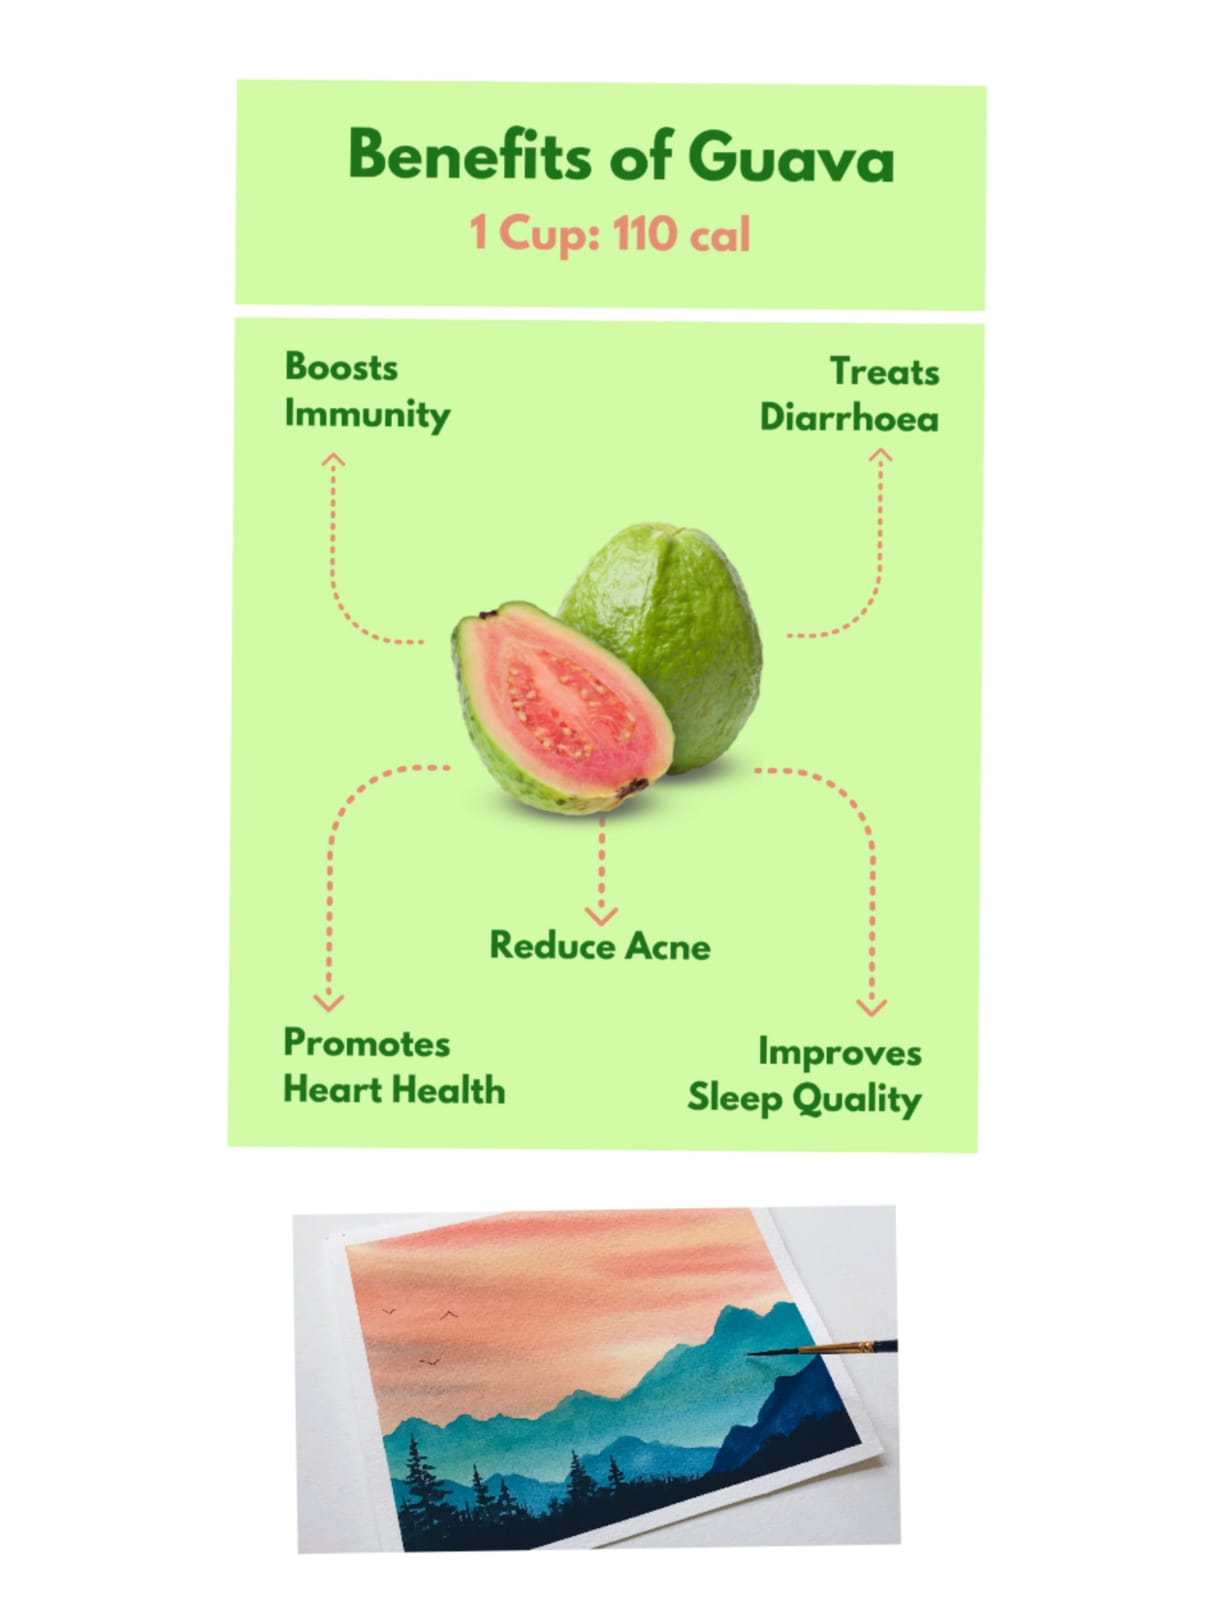 Benefits of Guava
1 Cup: 110 cal
Boosts
Immunity
Treats
Diarrhoea
Reduce Acne
Promotes
Heart Health
Improves
Sleep Quality